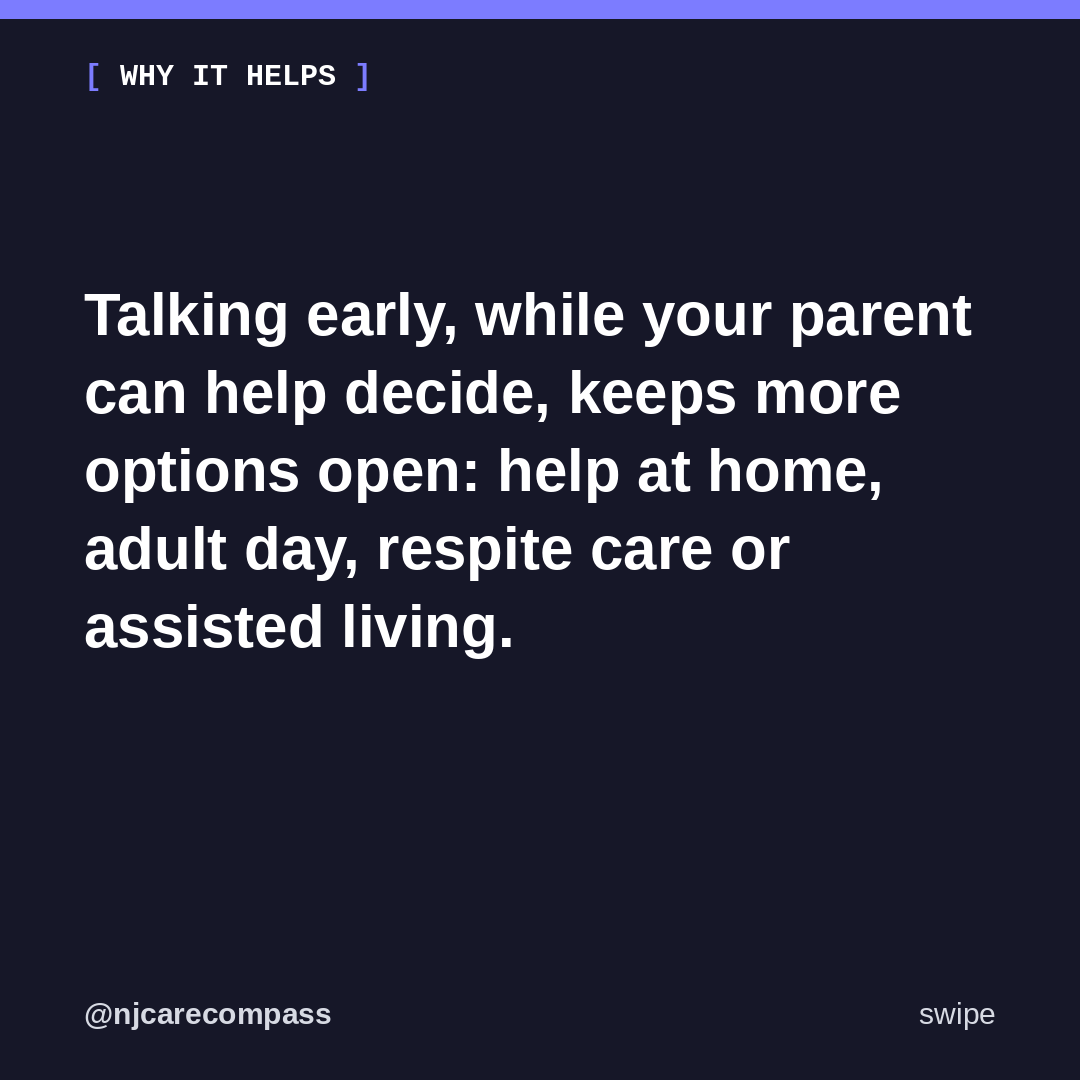 [ WHY IT HELPS ]
Talking early, while your parent
can help decide, keeps more
options open: help at home,
adult day, respite care or
assisted living.
@njcarecompass
swipe